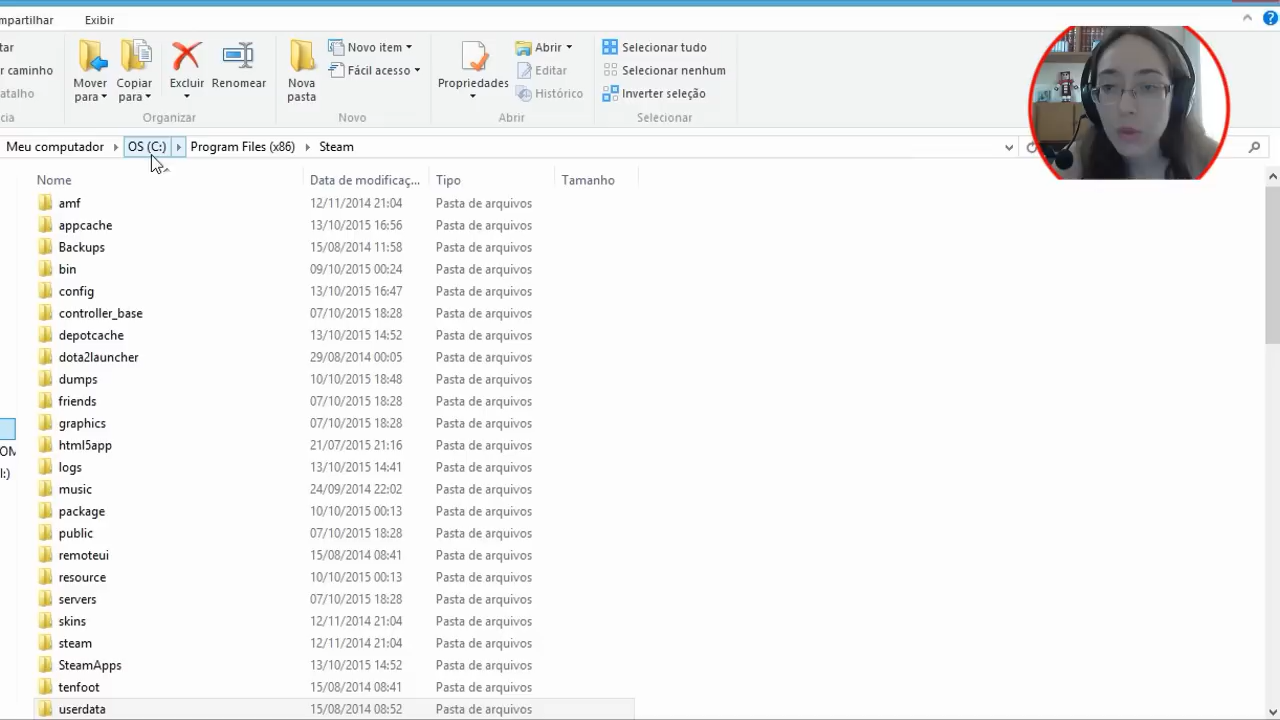 mpartilhar Exibir
tar
r caminho
atalho
cia
Mover para
Copiar para
Excluir
Renomear
Organizar
Nova pasta
Novo item
Fácil acesso
Novo
Propriedades
Abrir
Editar
Histórico
Abrir
Selecionar tudo
Selecionar nenhum
Inverter seleção
Selecionar
Meu computador OS (C:) Program Files (x86) Steam
Nome Data de modificaç... Tipo Tamanho
amf 12/11/2014 21:04 Pasta de arquivos
appcache 13/10/2015 16:56 Pasta de arquivos
Backups 15/08/2014 11:58 Pasta de arquivos
bin 09/10/2015 00:24 Pasta de arquivos
config 13/10/2015 16:47 Pasta de arquivos
controller_base 07/10/2015 18:28 Pasta de arquivos
depotcache 13/10/2015 14:52 Pasta de arquivos
dota2launcher 29/08/2014 00:05 Pasta de arquivos
dumps 10/10/2015 18:48 Pasta de arquivos
friends 07/10/2015 18:28 Pasta de arquivos
graphics 07/10/2015 18:28 Pasta de arquivos
html5app 21/07/2015 21:16 Pasta de arquivos
OM
logs 13/10/2015 14:41 Pasta de arquivos
I:)
music 24/09/2014 22:02 Pasta de arquivos
package 10/10/2015 00:13 Pasta de arquivos
public 07/10/2015 18:28 Pasta de arquivos
remoteui 15/08/2014 08:41 Pasta de arquivos
resource 10/10/2015 00:13 Pasta de arquivos
servers 07/10/2015 18:28 Pasta de arquivos
skins 12/11/2014 21:04 Pasta de arquivos
steam 12/11/2014 21:04 Pasta de arquivos
SteamApps 13/10/2015 14:52 Pasta de arquivos
tenfoot 15/08/2014 08:41 Pasta de arquivos
userdata 15/08/2014 08:52 Pasta de arquivos